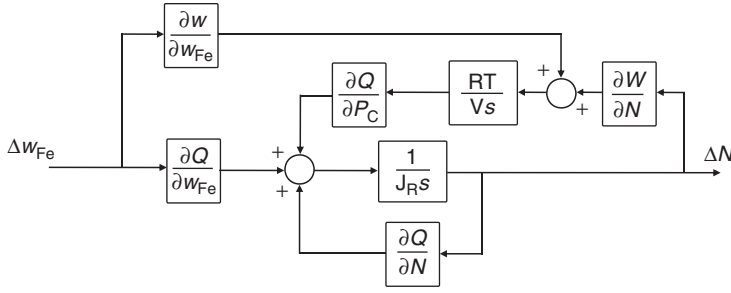 ∂w
∂w_Fe
∂Q
∂P_C
RT
Vs
+
+
∂W
∂N
Δw_Fe
∂Q
∂w_Fe
+
+
1
J_R s
ΔN
∂Q
∂N